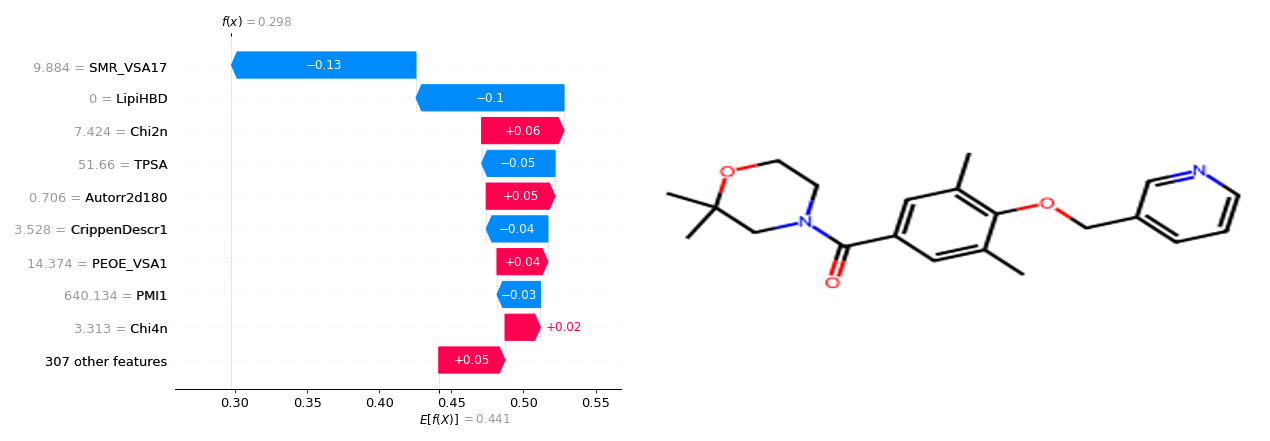 f(x) = 0.298
9.884 = SMR_VSA17
−0.13
0 = LipiHBD
−0.1
7.424 = Chi2n
+0.06
51.66 = TPSA
−0.05
0.706 = Autorr2d180
+0.05
3.528 = CrippenDescr1
−0.04
14.374 = PEOE_VSA1
+0.04
640.134 = PMI1
−0.03
3.313 = Chi4n
+0.02
307 other features
+0.05
0.30 0.35 0.40 0.45 0.50 0.55
E[f(X)] = 0.441
O
N
O
O
N